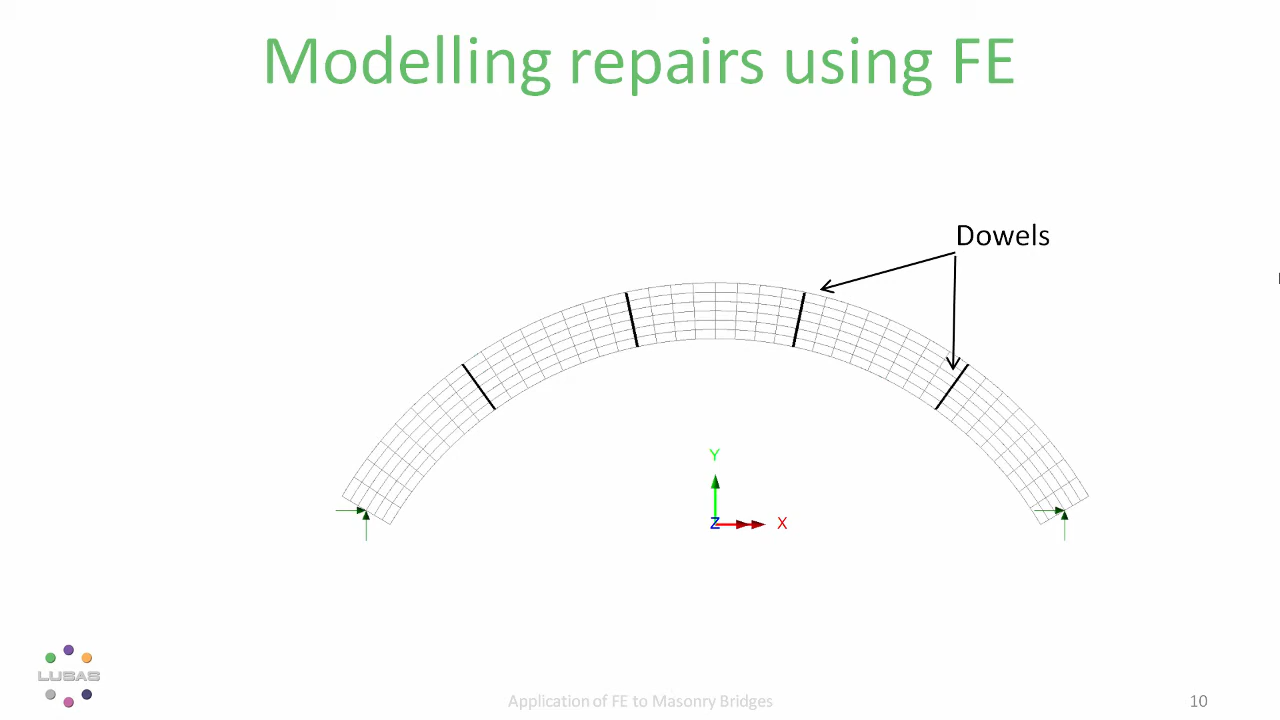 Modelling repairs using FE
Dowels
Y
Z
X
LUSAS
Application of FE to Masonry Bridges
10